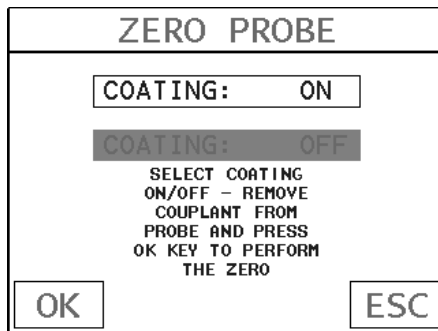 ZERO PROBE
COATING: ON
COATING: OFF
SELECT COATING
ON/OFF - REMOVE
COUPLANT FROM
PROBE AND PRESS
OK KEY TO PERFORM
THE ZERO
OK ESC